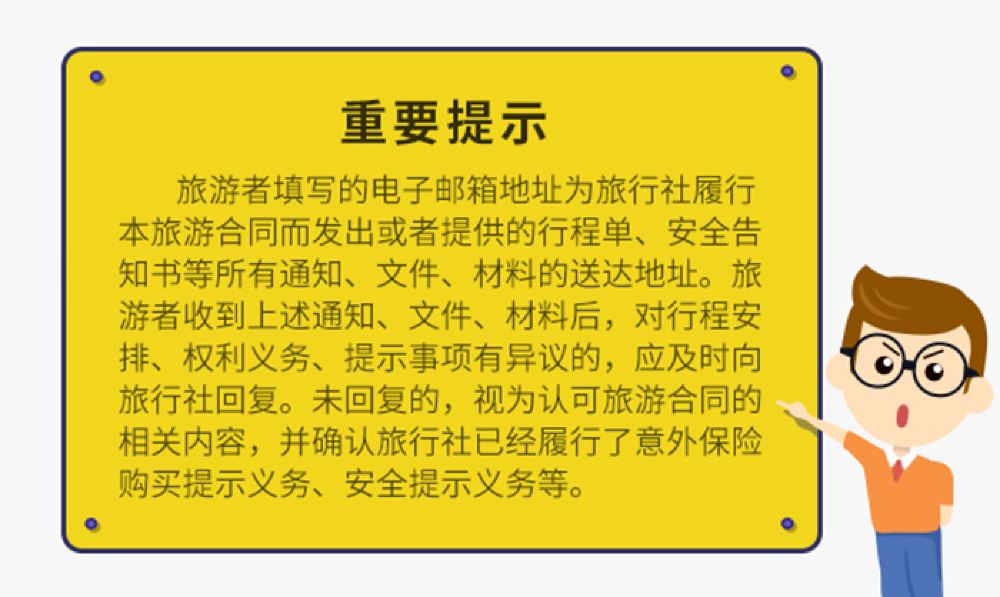 重要提示
旅游者填写的电子邮箱地址为旅行社履行
本旅游合同而发出或者提供的行程单、安全告
知书等所有通知、文件、材料的送达地址。旅
游者收到上述通知、文件、材料后，对行程安
排、权利义务、提示事项有异议的，应及时向
旅行社回复。未回复的，视为认可旅游合同的
相关内容，并确认旅行社已经履行了意外保险
购买提示义务、安全提示义务等。